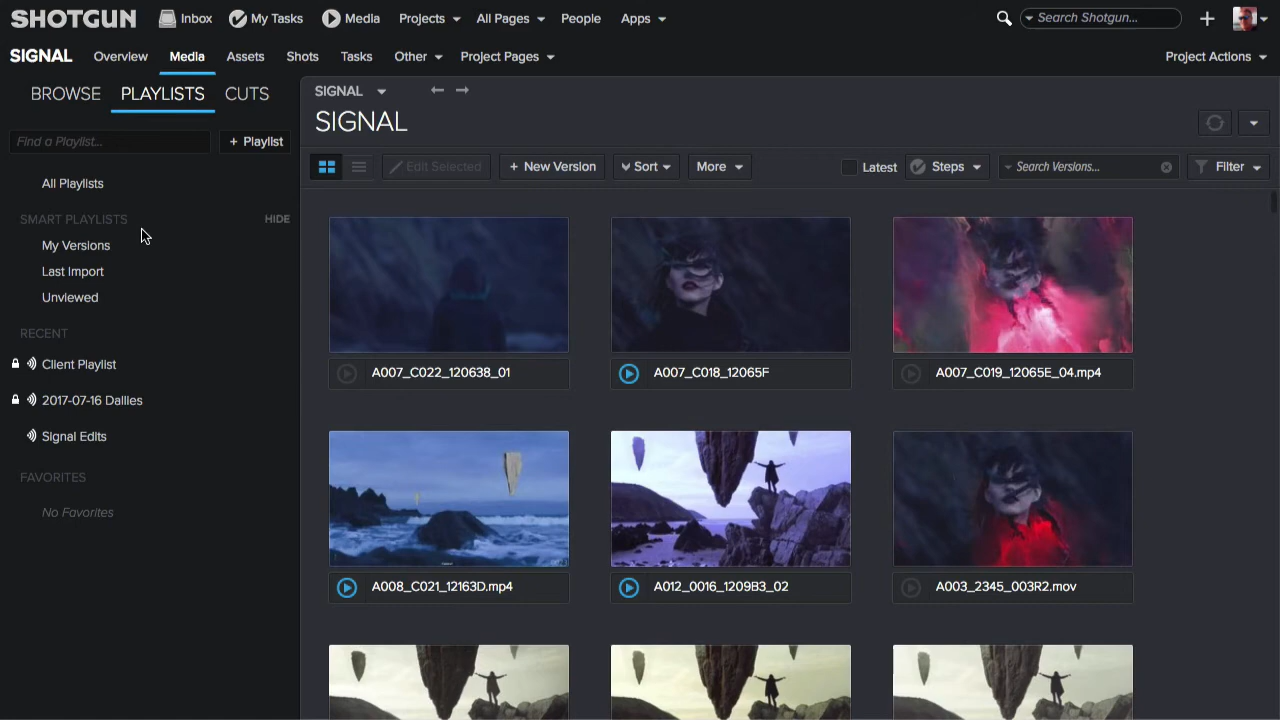 SHOTGUN Inbox My Tasks Media Projects All Pages People Apps Search Shotgun...
SIGNAL Overview Media Assets Shots Tasks Other Project Pages Project Actions
BROWSE PLAYLISTS CUTS
Find a Playlist... + Playlist
All Playlists
SMART PLAYLISTS HIDE
My Versions
Last Import
Unviewed
RECENT
Client Playlist
2017-07-16 Dailies
Signal Edits
FAVORITES
No Favorites
SIGNAL
SIGNAL
Edit Selected + New Version Sort More Latest Steps Search Versions... Filter
A007_C022_120638_01 A007_C018_12065F A007_C019_12065E_04.mp4
A008_C021_12163D.mp4 A012_0016_1209B3_02 A003_2345_003R2.mov